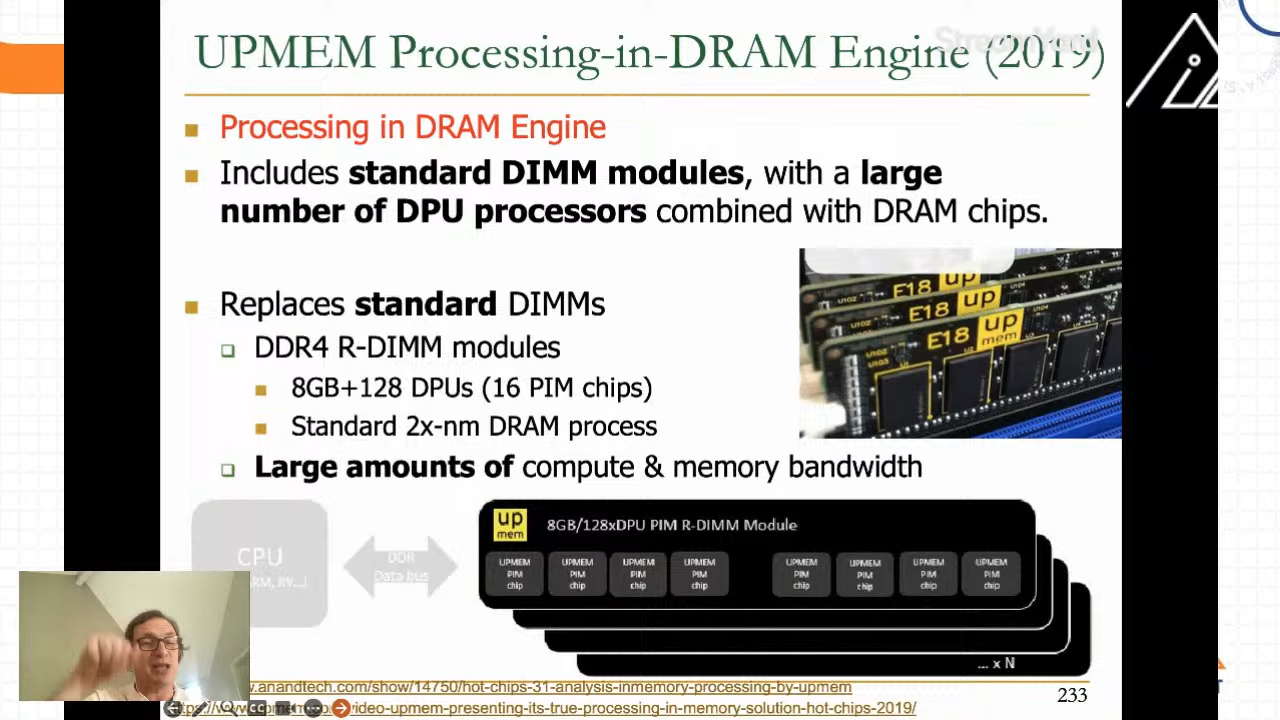 UPMEM Processing-in-DRAM Engine (2019)
StreamYard
Processing in DRAM Engine
Includes standard DIMM modules, with a large
number of DPU processors combined with DRAM chips.
Replaces standard DIMMs
DDR4 R-DIMM modules
8GB+128 DPUs (16 PIM chips)
Standard 2x-nm DRAM process
Large amounts of compute & memory bandwidth
E18 up
E18 up
E18 up mem
CPU
DDR
Data bus
up
mem
8GB/128xDPU PIM R-DIMM Module
UPMEM PIM chip
UPMEM PIM chip
UPMEM PIM chip
UPMEM PIM chip
UPMEM PIM chip
UPMEM PIM chip
UPMEM PIM chip
UPMEM PIM chip
... x N
w.anandtech.com/show/14750/hot-chips-31-analysis-inmemory-processing-by-upmem
video-upmem-presenting-its-true-processing-in-memory-solution-hot-chips-2019/
233